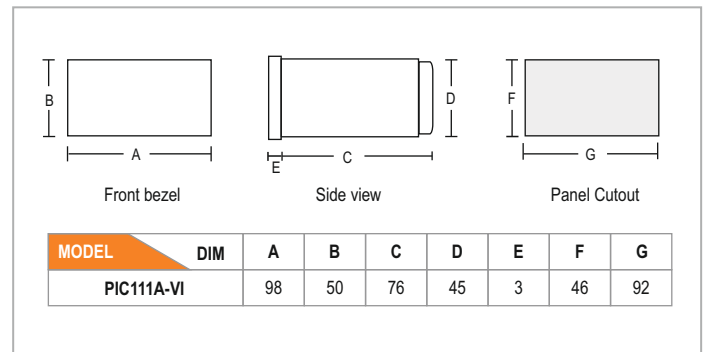 B
A
Front bezel
D
E
C
Side view
F
G
Panel Cutout
MODEL DIM A B C D E F G
PIC111A-VI 98 50 76 45 3 46 92